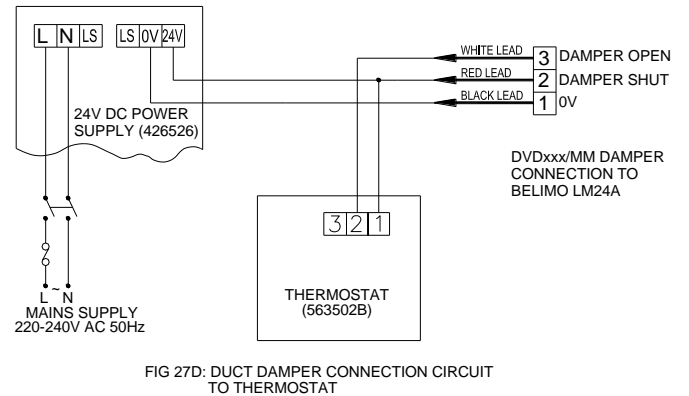 L N LS LS 0V 24V
WHITE LEAD 3 DAMPER OPEN
RED LEAD 2 DAMPER SHUT
BLACK LEAD 1 0V
24V DC POWER
SUPPLY (426526)
DVDxxx/MM DAMPER
CONNECTION TO
BELIMO LM24A
3 2 1
THERMOSTAT
(563502B)
L ~ N
MAINS SUPPLY
220-240V AC 50Hz
FIG 27D: DUCT DAMPER CONNECTION CIRCUIT
TO THERMOSTAT